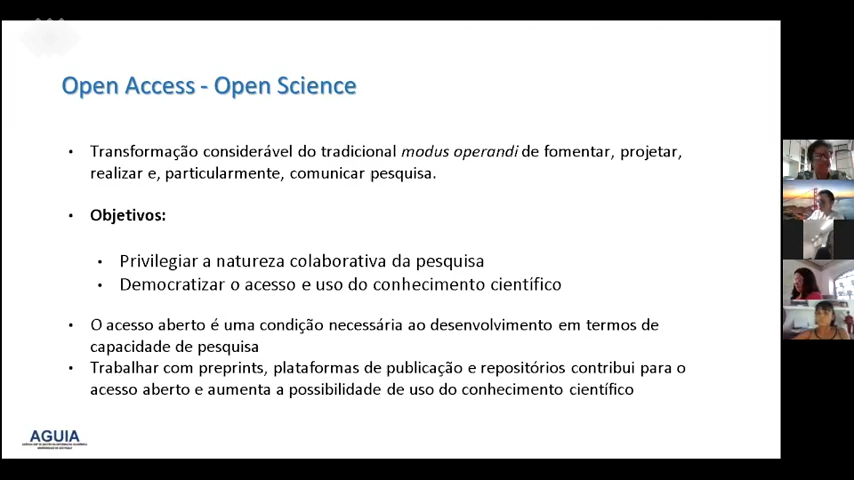 Open Access - Open Science
• Transformação considerável do tradicional modus operandi de fomentar, projetar,
realizar e, particularmente, comunicar pesquisa.
• Objetivos:
• Privilegiar a natureza colaborativa da pesquisa
• Democratizar o acesso e uso do conhecimento científico
• O acesso aberto é uma condição necessária ao desenvolvimento em termos de
capacidade de pesquisa
• Trabalhar com preprints, plataformas de publicação e repositórios contribui para o
acesso aberto e aumenta a possibilidade de uso do conhecimento científico
AGUIA